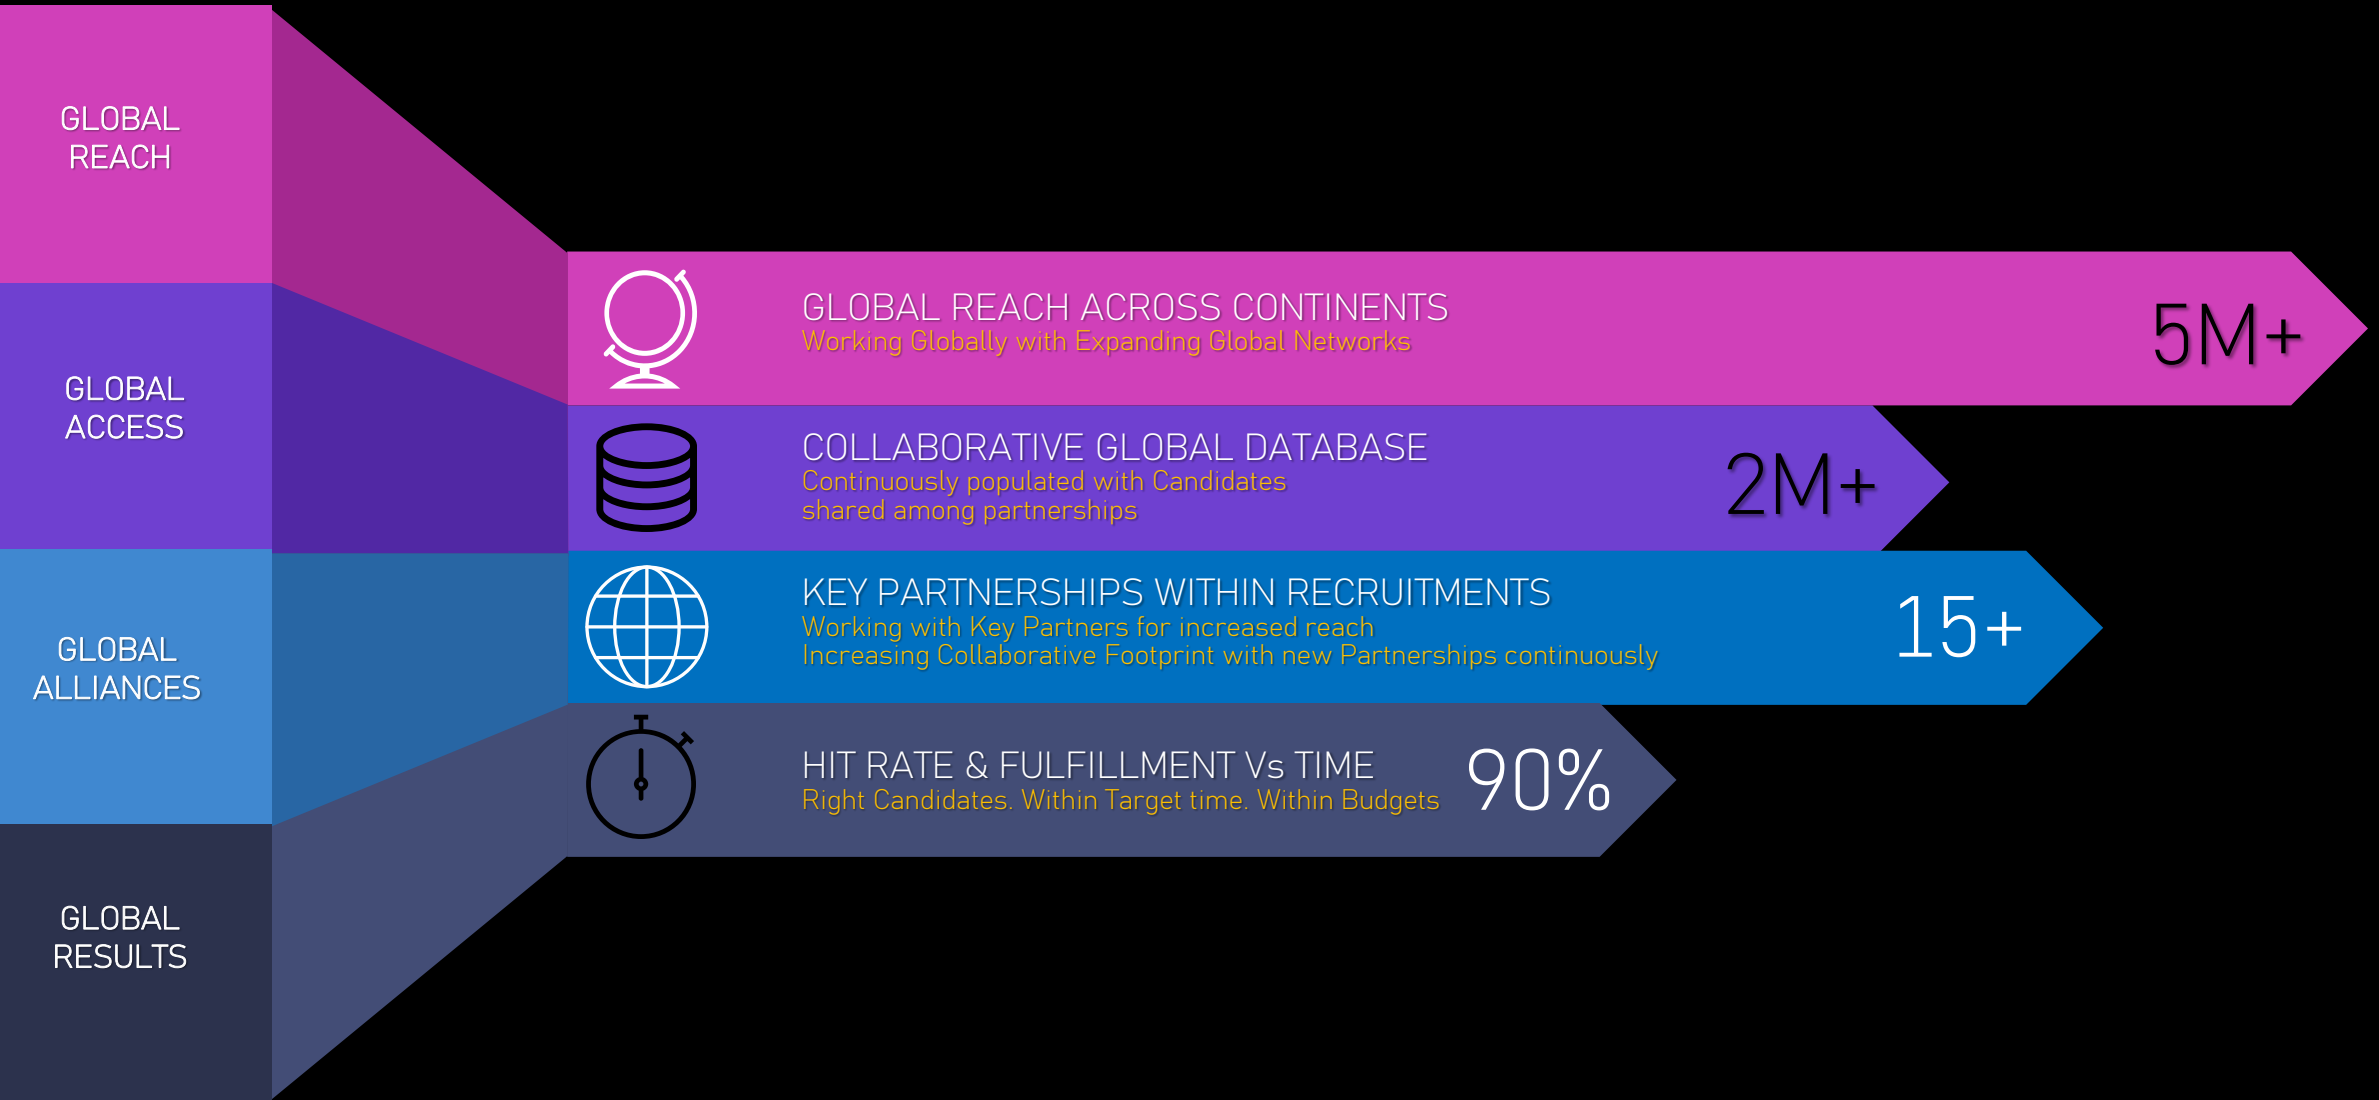 GLOBAL
REACH
GLOBAL REACH ACROSS CONTINENTS
Working Globally with Expanding Global Networks
5M+
GLOBAL
ACCESS
COLLABORATIVE GLOBAL DATABASE
Continuously populated with Candidates
shared among partnerships
2M+
GLOBAL
ALLIANCES
KEY PARTNERSHIPS WITHIN RECRUITMENTS
Working with Key Partners for increased reach
Increasing Collaborative Footprint with new Partnerships continuously
15+
GLOBAL
RESULTS
HIT RATE & FULFILLMENT Vs TIME
Right Candidates. Within Target time. Within Budgets
90%